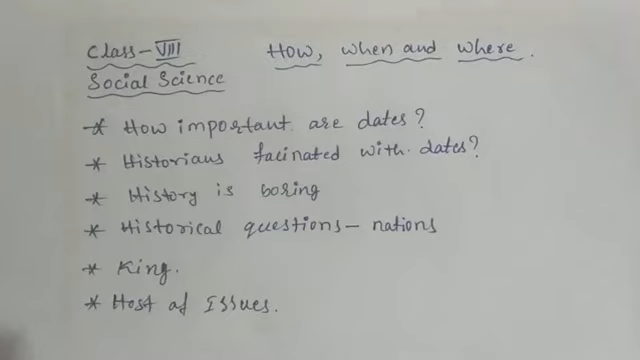 Class - VIII How, when and where.
Social Science
* How important are dates?
* Historians facinated with dates?
* History is boring
* Historical questions - nations
* King.
* Host of Issues.